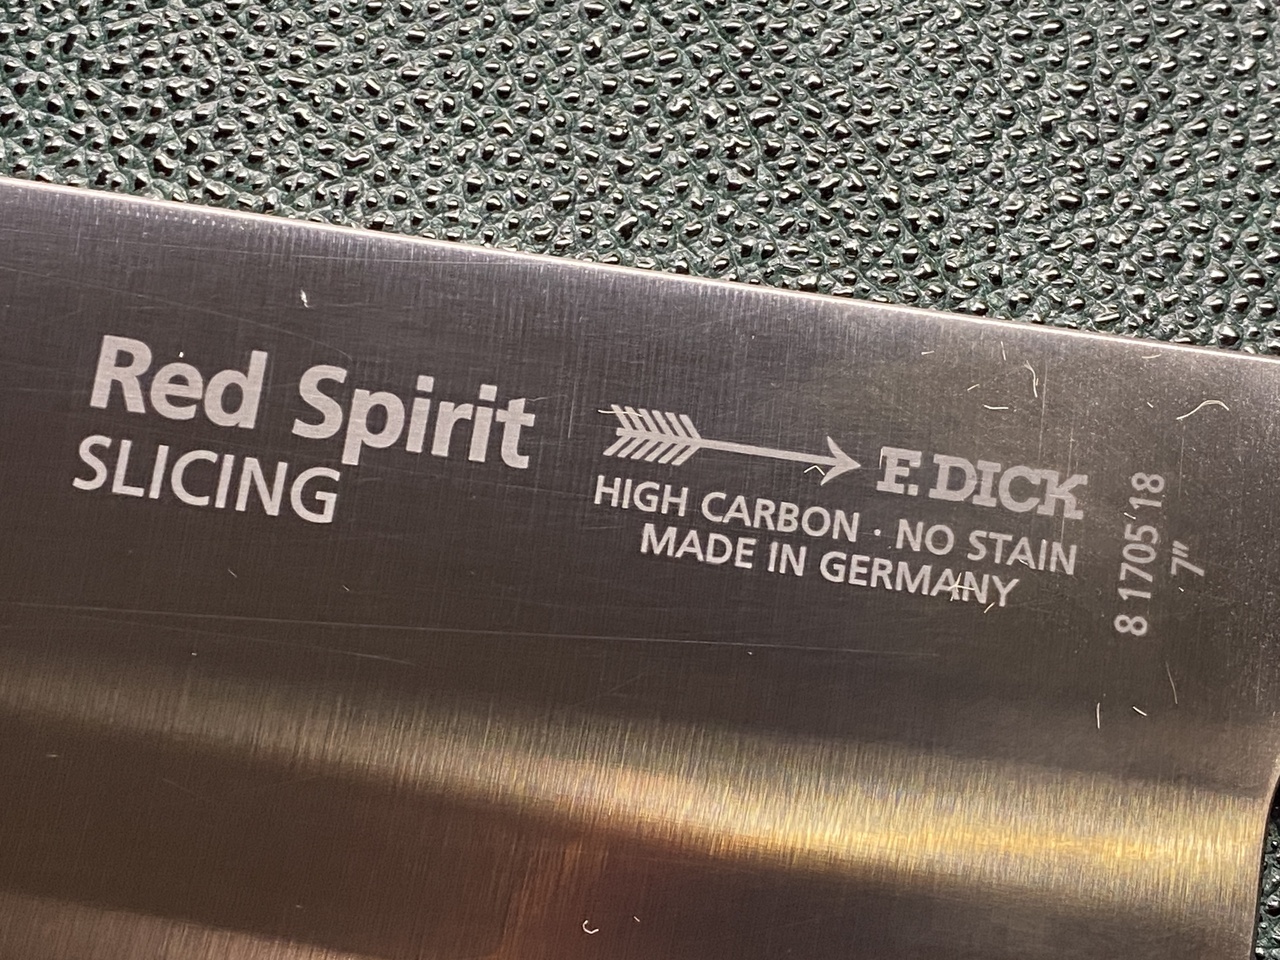 Red Spirit
SLICING
F. DICK
HIGH CARBON · NO STAIN
MADE IN GERMANY
8 1705 18
7"